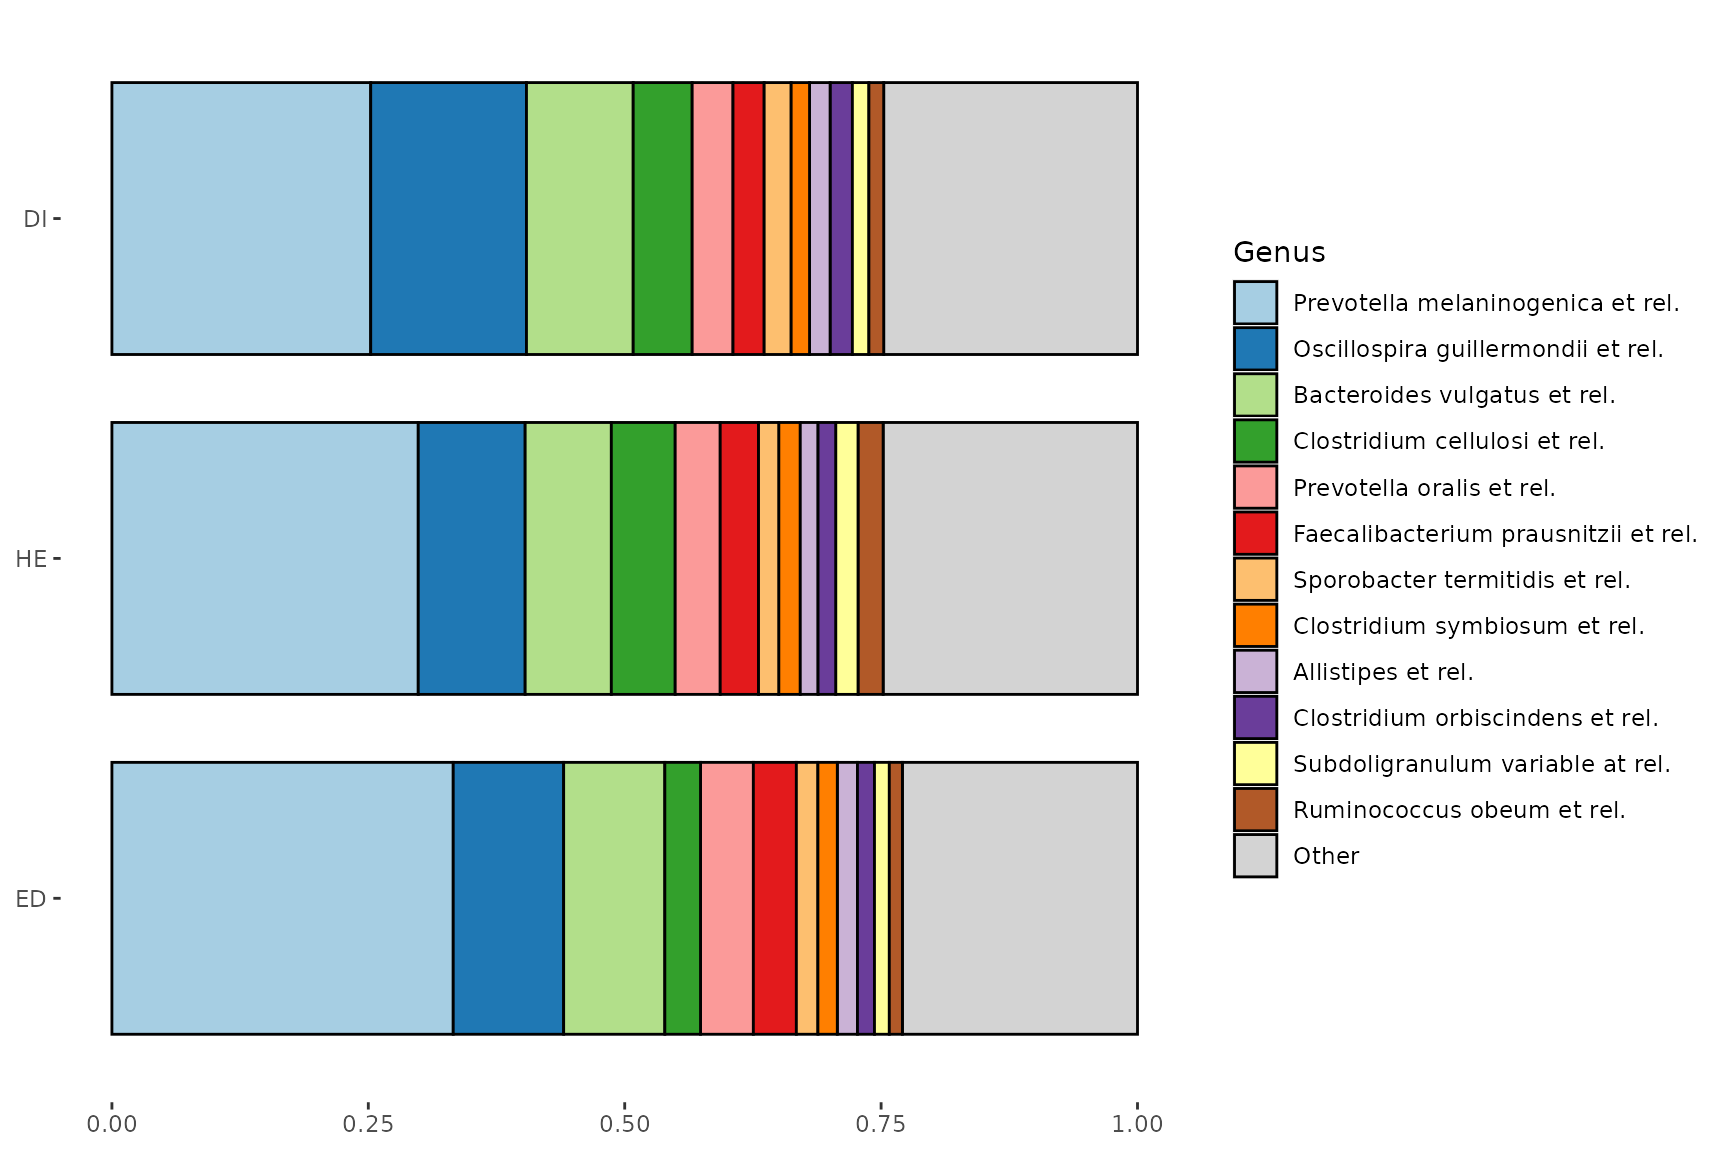 DI
HE
ED
0.00 0.25 0.50 0.75 1.00
Genus
Prevotella melaninogenica et rel.
Oscillospira guillermondii et rel.
Bacteroides vulgatus et rel.
Clostridium cellulosi et rel.
Prevotella oralis et rel.
Faecalibacterium prausnitzii et rel.
Sporobacter termitidis et rel.
Clostridium symbiosum et rel.
Allistipes et rel.
Clostridium orbiscindens et rel.
Subdoligranulum variable at rel.
Ruminococcus obeum et rel.
Other